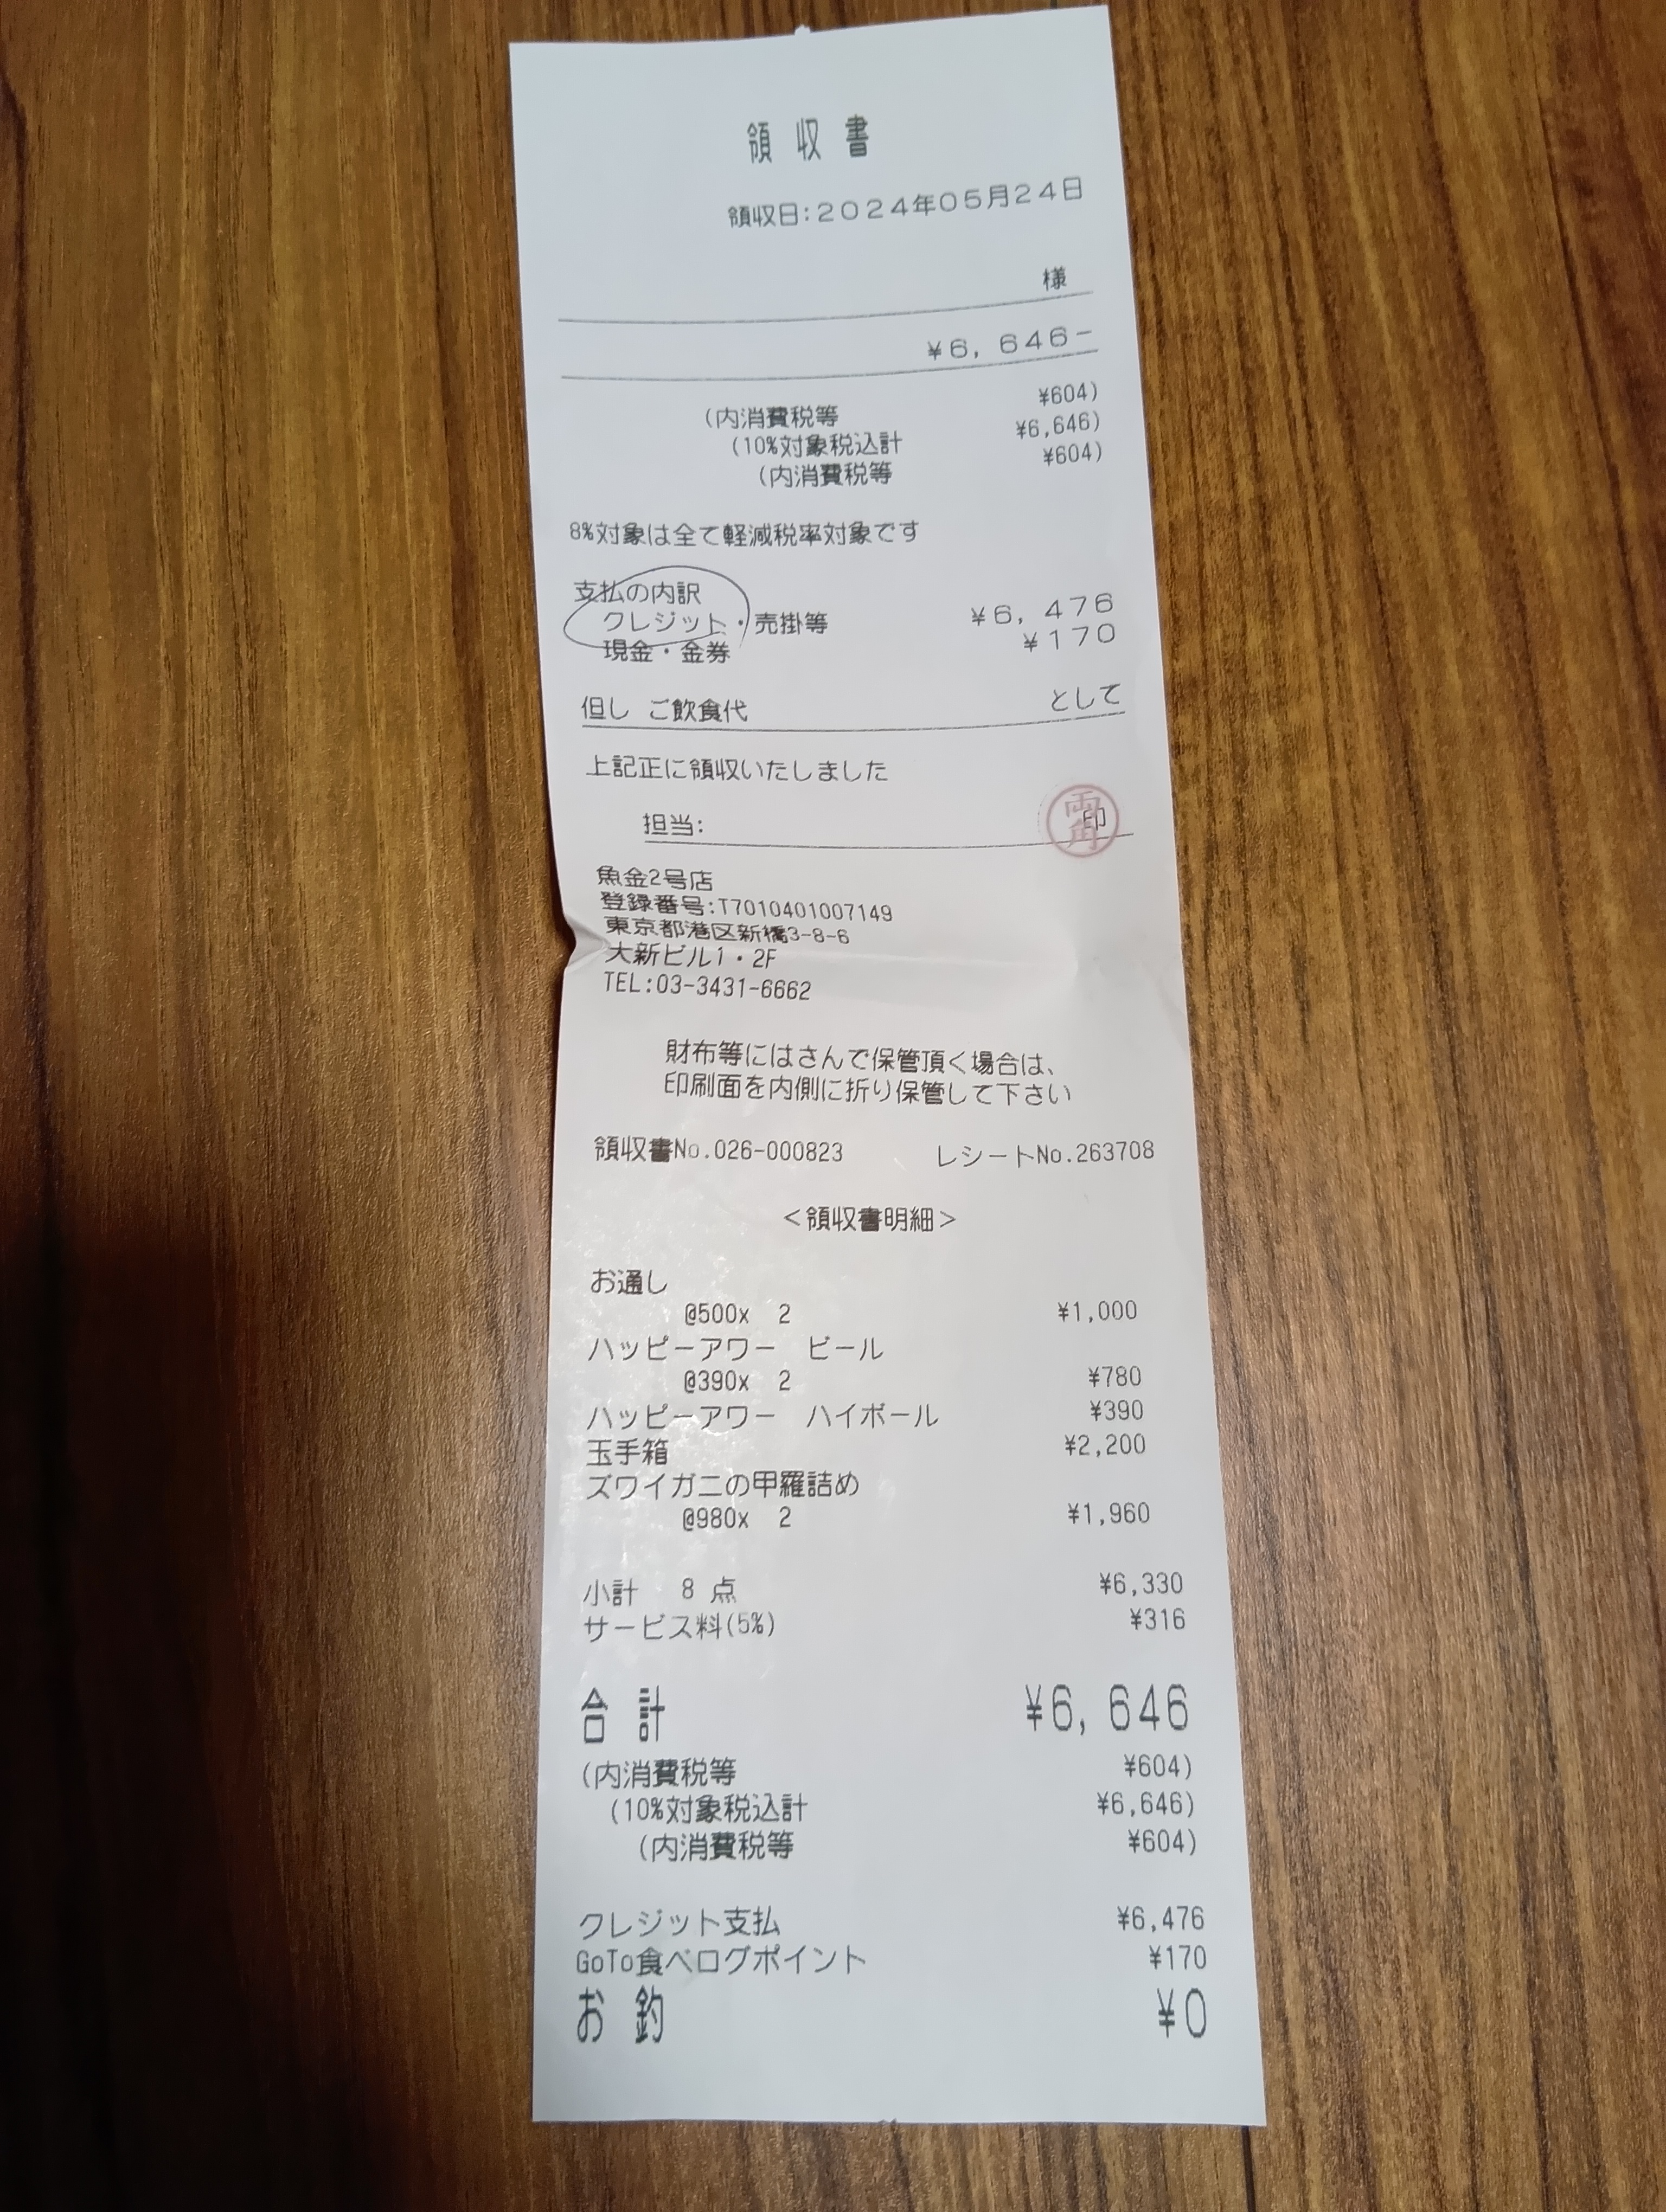 領収書
領収日:2024年05月24日
様
¥6,646-
(内消費税等 ¥604)
(10%対象税込計 ¥6,646)
(内消費税等 ¥604)
8%対象は全て軽減税率対象です
支払の内訳
クレジット・売掛等 ¥6,476
現金・金券 ¥170
但し ご飲食代 として
上記正に領収いたしました
担当: 印
両角
魚金2号店
登録番号:T7010401007149
東京都港区新橋3-8-6
大新ビル1・2F
TEL:03-3431-6662
財布等にはさんで保管頂く場合は、
印刷面を内側に折り保管して下さい
領収書No.026-000823 レシートNo.263708
<領収書明細>
お通し
@500x 2 ¥1,000
ハッピーアワー ビール
@390x 2 ¥780
ハッピーアワー ハイボール ¥390
玉手箱 ¥2,200
ズワイガニの甲羅詰め
@980x 2 ¥1,960
小計 8 点 ¥6,330
サービス料(5%) ¥316
合計 ¥6,646
(内消費税等 ¥604)
(10%対象税込計 ¥6,646)
(内消費税等 ¥604)
クレジット支払 ¥6,476
GoTo食べログポイント ¥170
お釣 ¥0